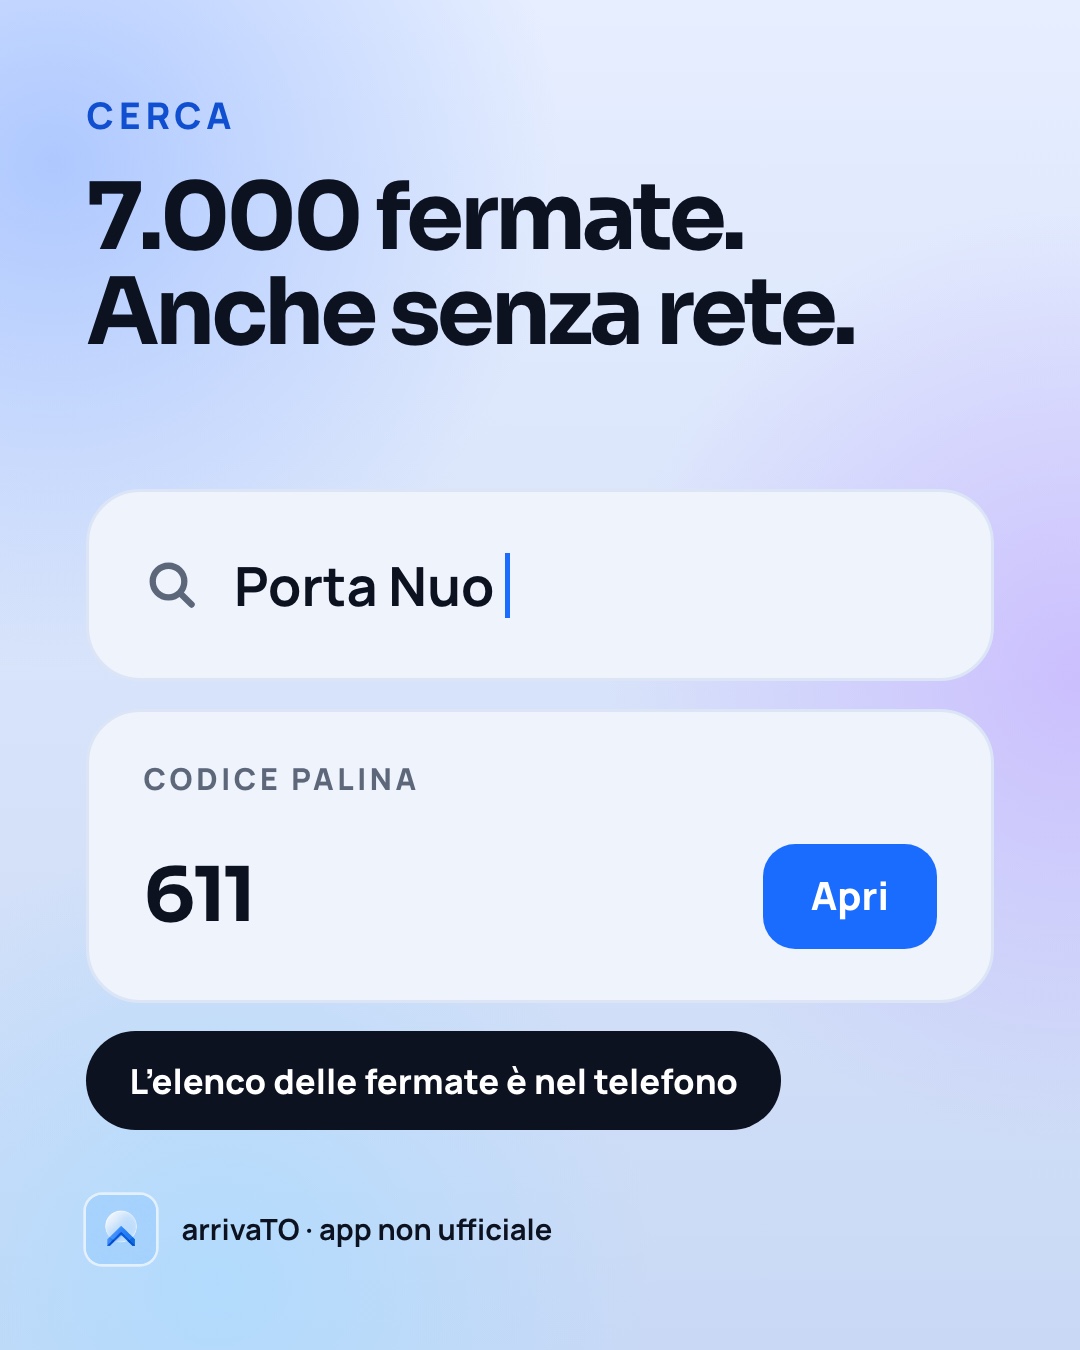 CERCA
7.000 fermate.
Anche senza rete.
Porta Nuo
CODICE PALINA
611
Apri
L’elenco delle fermate è nel telefono
arrivaTO · app non ufficiale